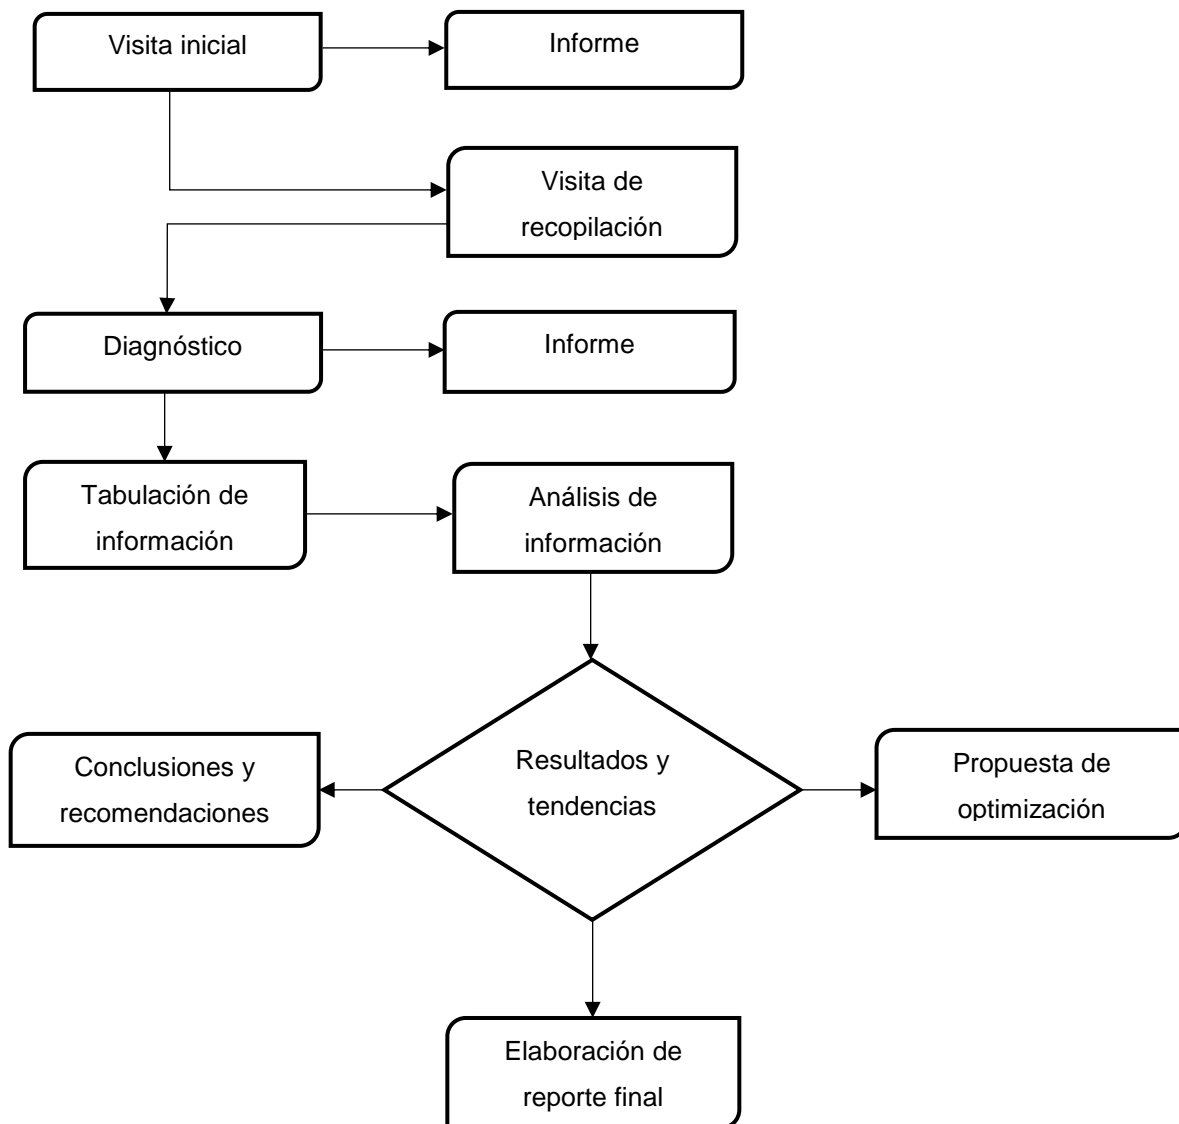 Visita inicial
Informe
Visita de
recopilación
Diagnóstico
Informe
Tabulación de
información
Análisis de
información
Resultados y
tendencias
Conclusiones y
recomendaciones
Propuesta de
optimización
Elaboración de
reporte final